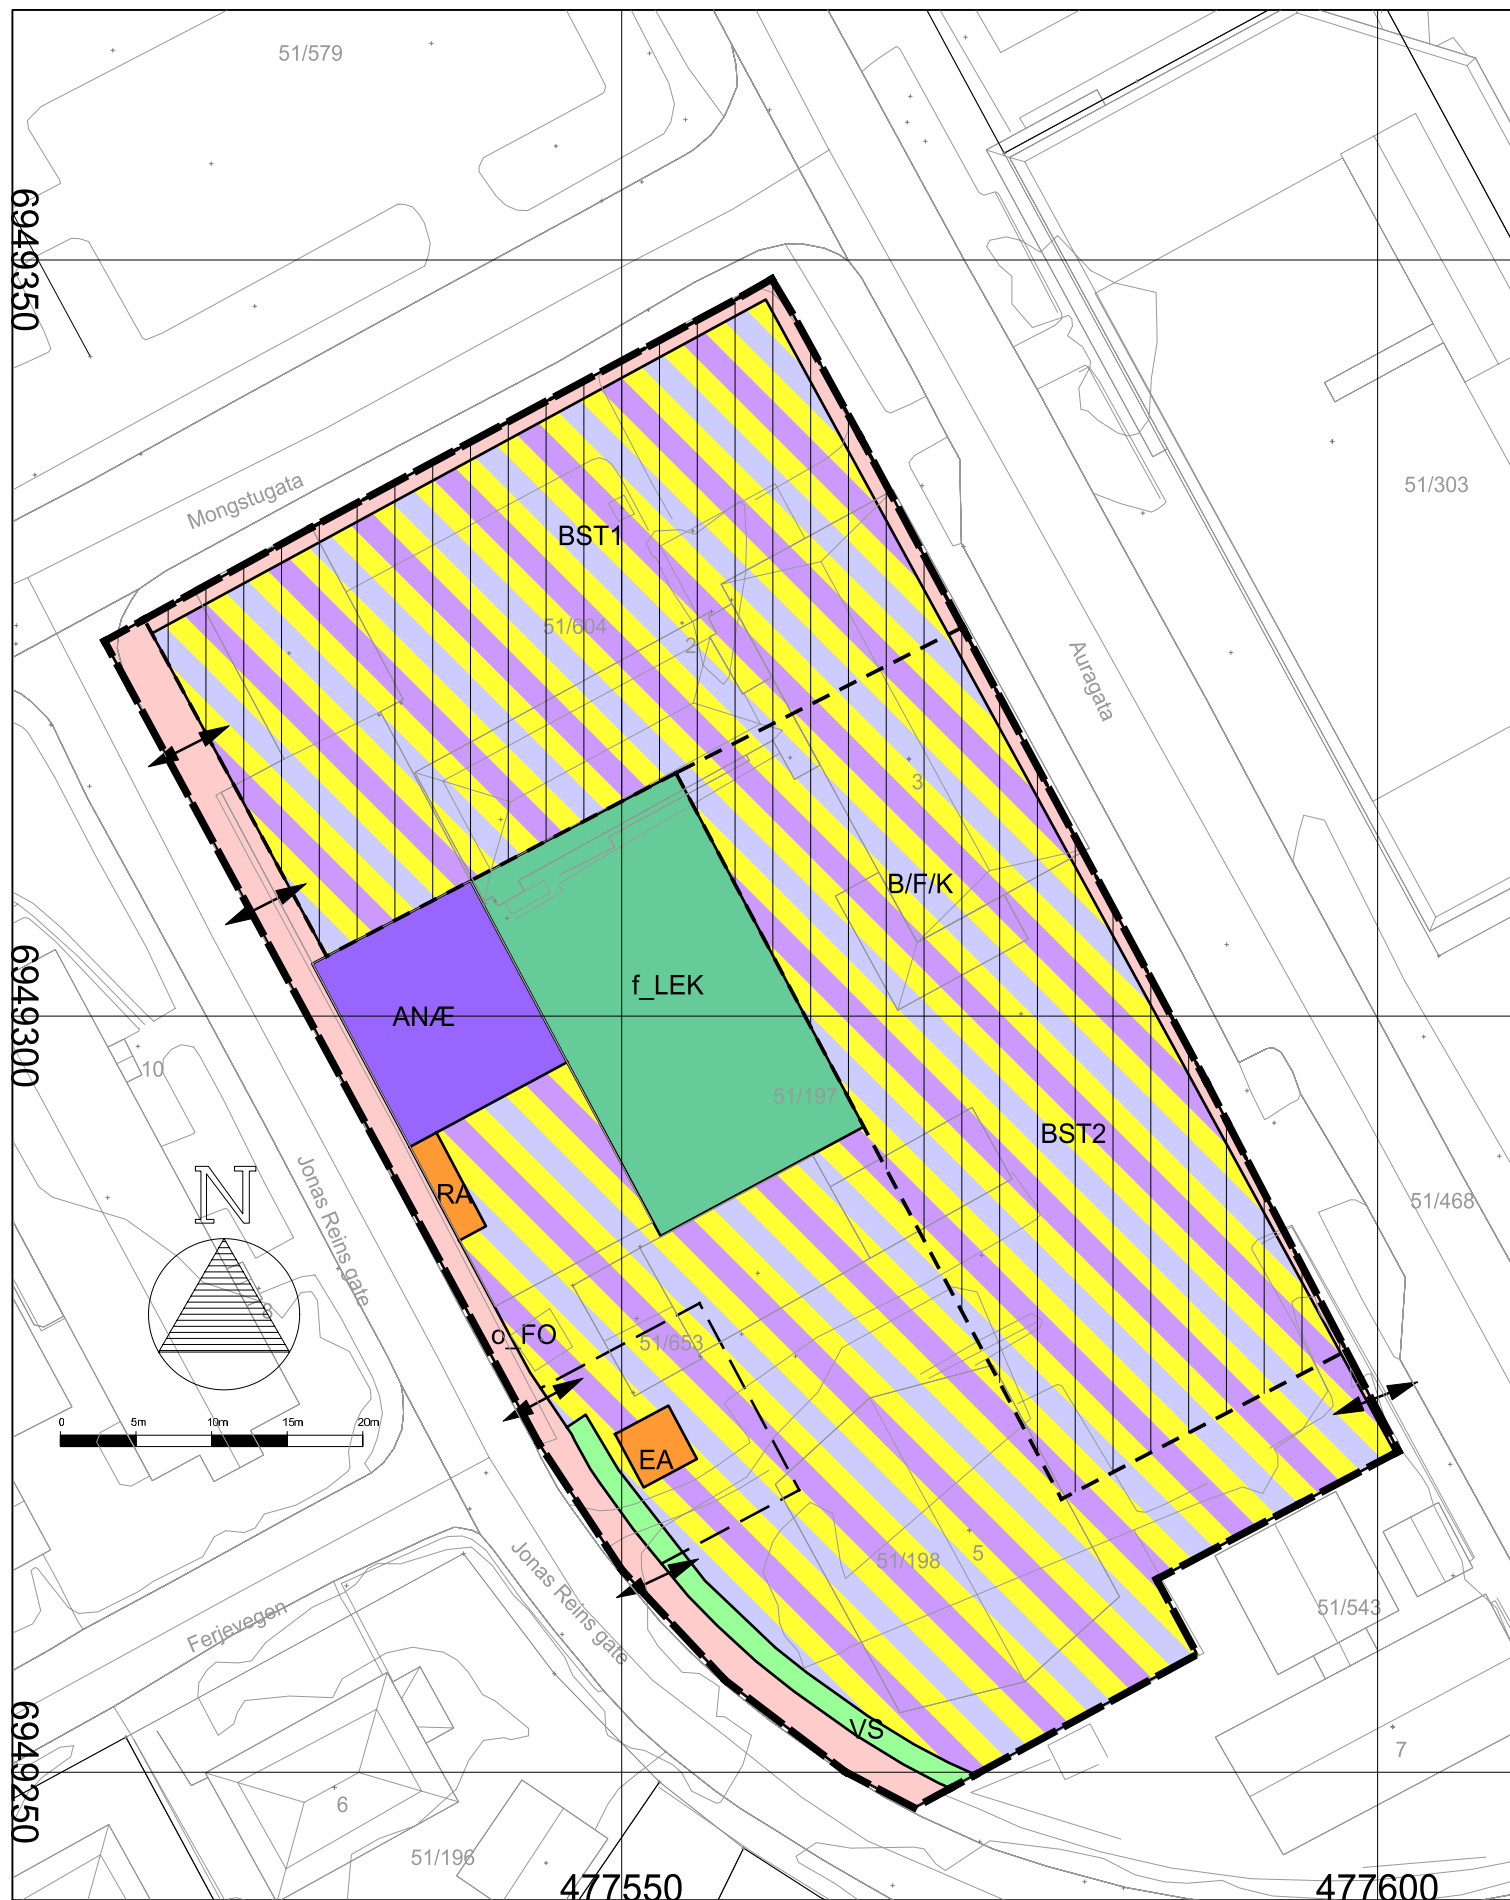 51/579
6949350
51/303
Mongstugata
BST1
51/604
2
Auragata
3
B/F/K
f_LEK
ANÆ
6949300
10
51/197
BST2
RA
N
Jonas Reins gate
51/468
8
o_FO
51/653
0 5m 10m 15m 20m
EA
Jonas Reins gate
51/198
5
Ferjevegen
51/543
VS
7
6949250
6
51/196
477550
477600